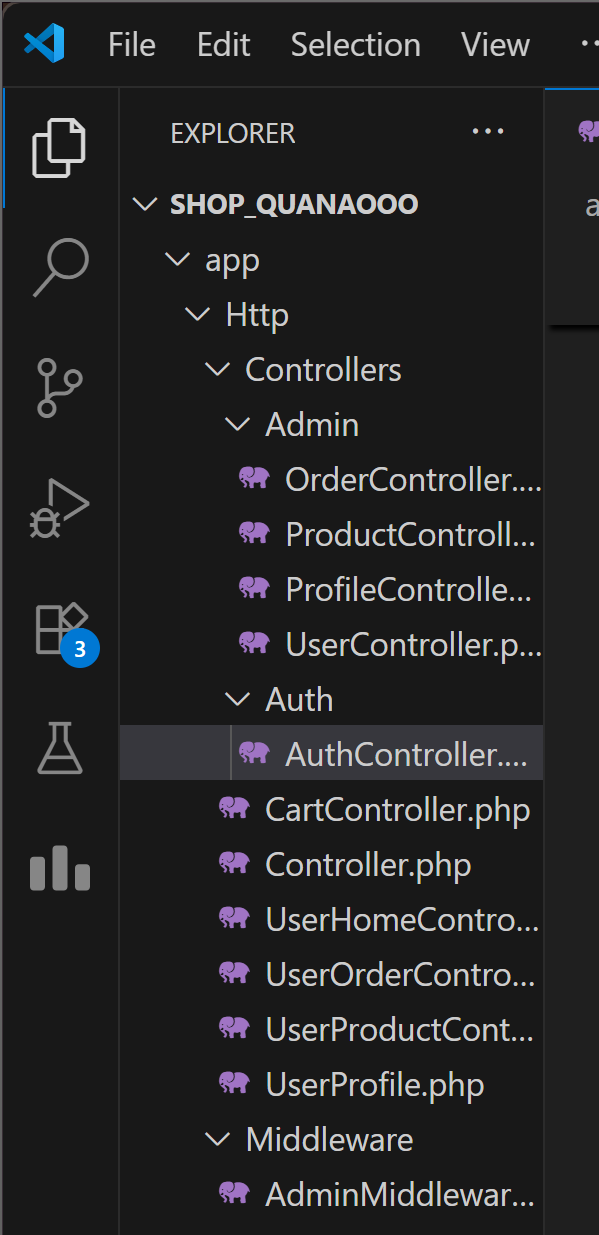 File Edit Selection View ...
EXPLORER ...
SHOP_QUANAOOO
a
app
Http
Controllers
Admin
OrderController....
ProductControll...
ProfileControlle...
UserController.p...
Auth
3
AuthController....
CartController.php
Controller.php
UserHomeContro...
UserOrderContro...
UserProductCont...
UserProfile.php
Middleware
AdminMiddlewar...